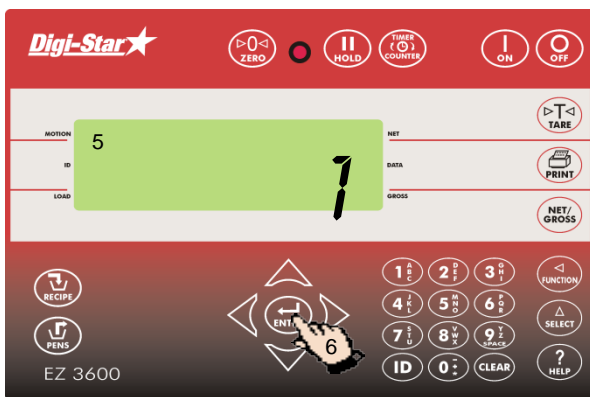 Digi-Star
▷0◁
ZERO
HOLD
TIMER
COUNTER
ON
OFF
▷T◁
TARE
MOTION
5
NET
ID
7
DATA
PRINT
LOAD
GROSS
NET/
GROSS
RECIPE
PENS
ENTER
6
1 A B C
2 D E F
3 G H I
4 J K L
5 M N O
6 P Q R
7 S T U
8 V W X
9 Y Z SPACE
ID
0 - : +
CLEAR
FUNCTION
SELECT
?
HELP
EZ 3600